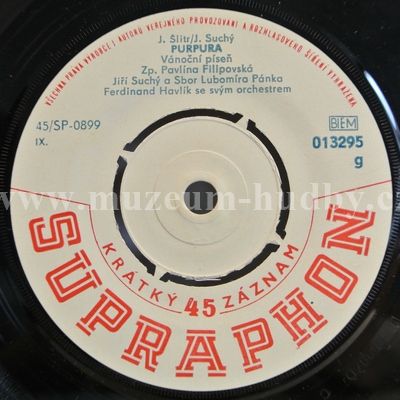 VŠECHNA PRÁVA VÝROBCE I AUTORŮ VEŘEJNÉHO PROVOZOVÁNÍ A ROZHLASOVÉHO ŠÍŘENÍ VYHRAŽENA
J. Šlitr/J. Suchý
PURPURA
Vánoční píseň
Zp. Pavlína Filipovská
Jiří Suchý a Sbor Lubomíra Pánka
Ferdinand Havlík se svým orchestrem
45/SP-0899
IX.
BIEM
013295
g
www.muzeum-hudby.cz
KRÁTKÝ 45 ZÁZNAM
SUPRAPHON